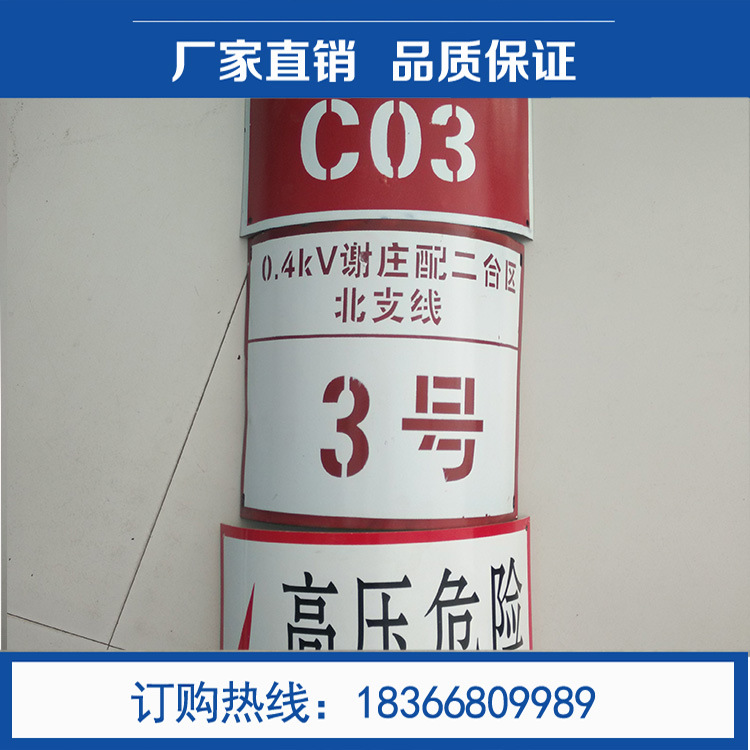 厂家直销 品质保证
C03
0.4kV谢庄配二台区
北支线
3号
高压危险
订购热线：18366809989